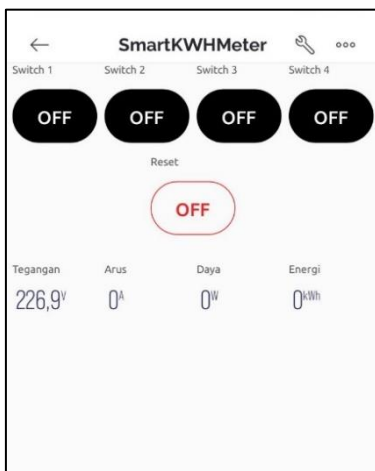 SmartKWHMeter
Switch 1 Switch 2 Switch 3 Switch 4
OFF OFF OFF OFF
Reset
OFF
Tegangan Arus Daya Energi
226,9V 0A 0W 0kWh